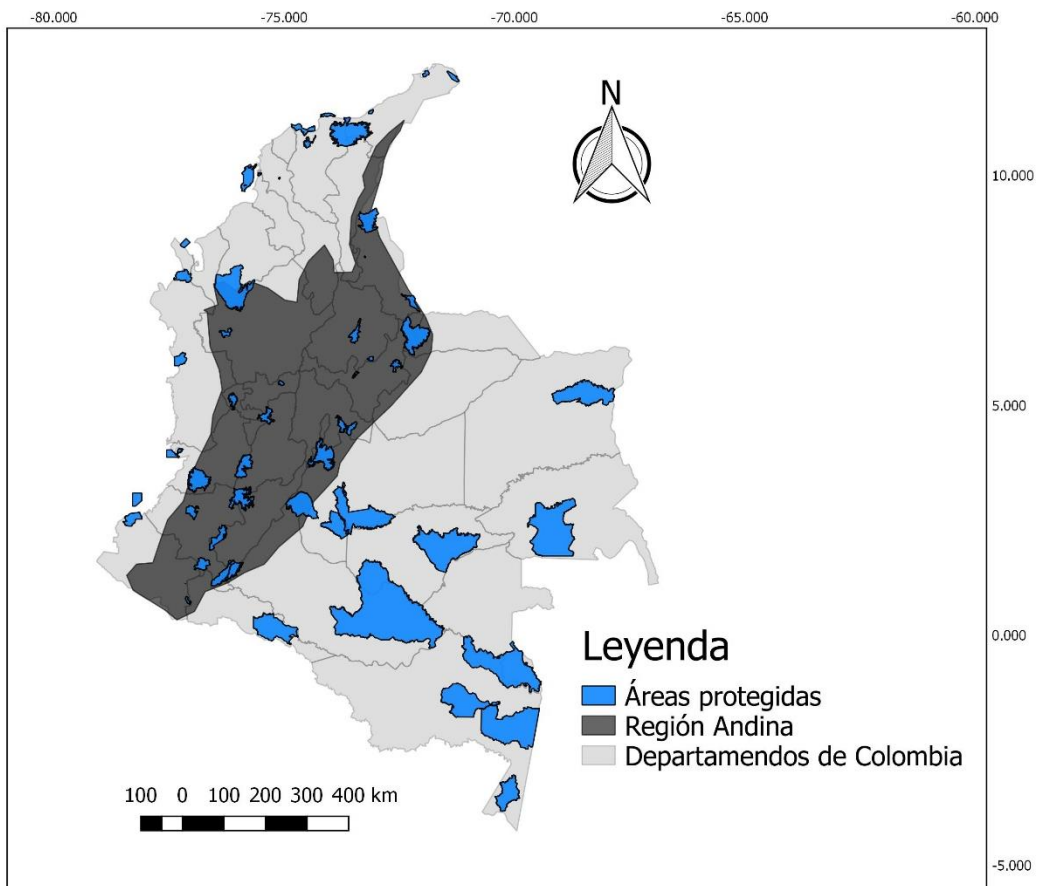 -80.000 -75.000 -70.000 -65.000 -60.000
N
10.000
5.000
0.000
Leyenda
Áreas protegidas
Región Andina
Departamendos de Colombia
100 0 100 200 300 400 km
-5.000